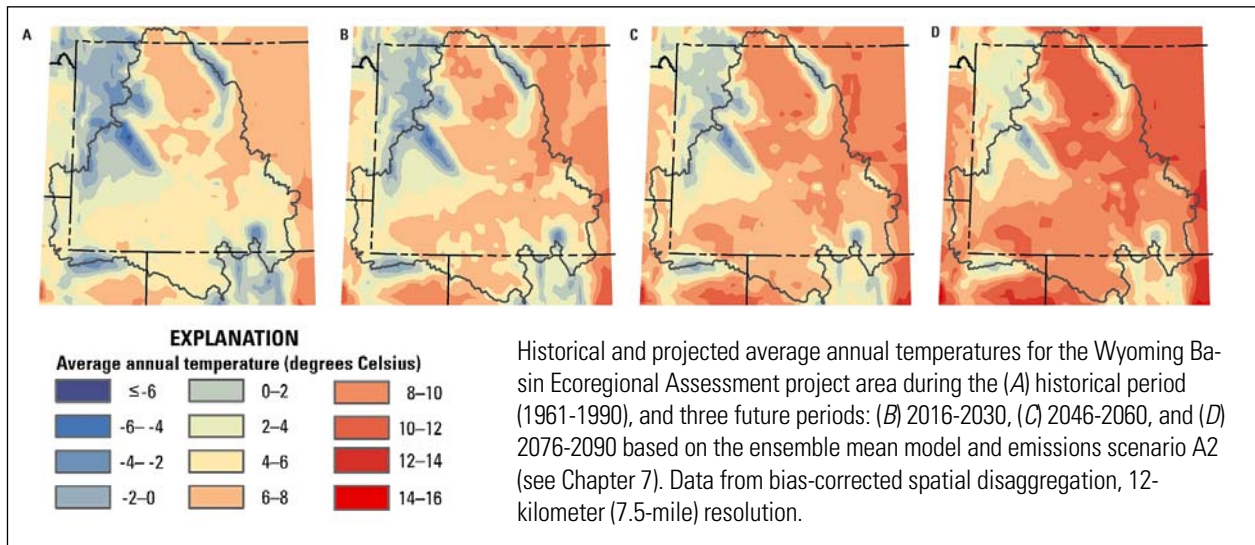 A
B
C
D
EXPLANATION
Average annual temperature (degrees Celsius)
≤-6
-6– -4
-4– -2
-2–0
0–2
2–4
4–6
6–8
8–10
10–12
12–14
14–16
Historical and projected average annual temperatures for the Wyoming Ba-
sin Ecoregional Assessment project area during the (A) historical period
(1961-1990), and three future periods: (B) 2016-2030, (C) 2046-2060, and (D)
2076-2090 based on the ensemble mean model and emissions scenario A2
(see Chapter 7). Data from bias-corrected spatial disaggregation, 12-
kilometer (7.5-mile) resolution.